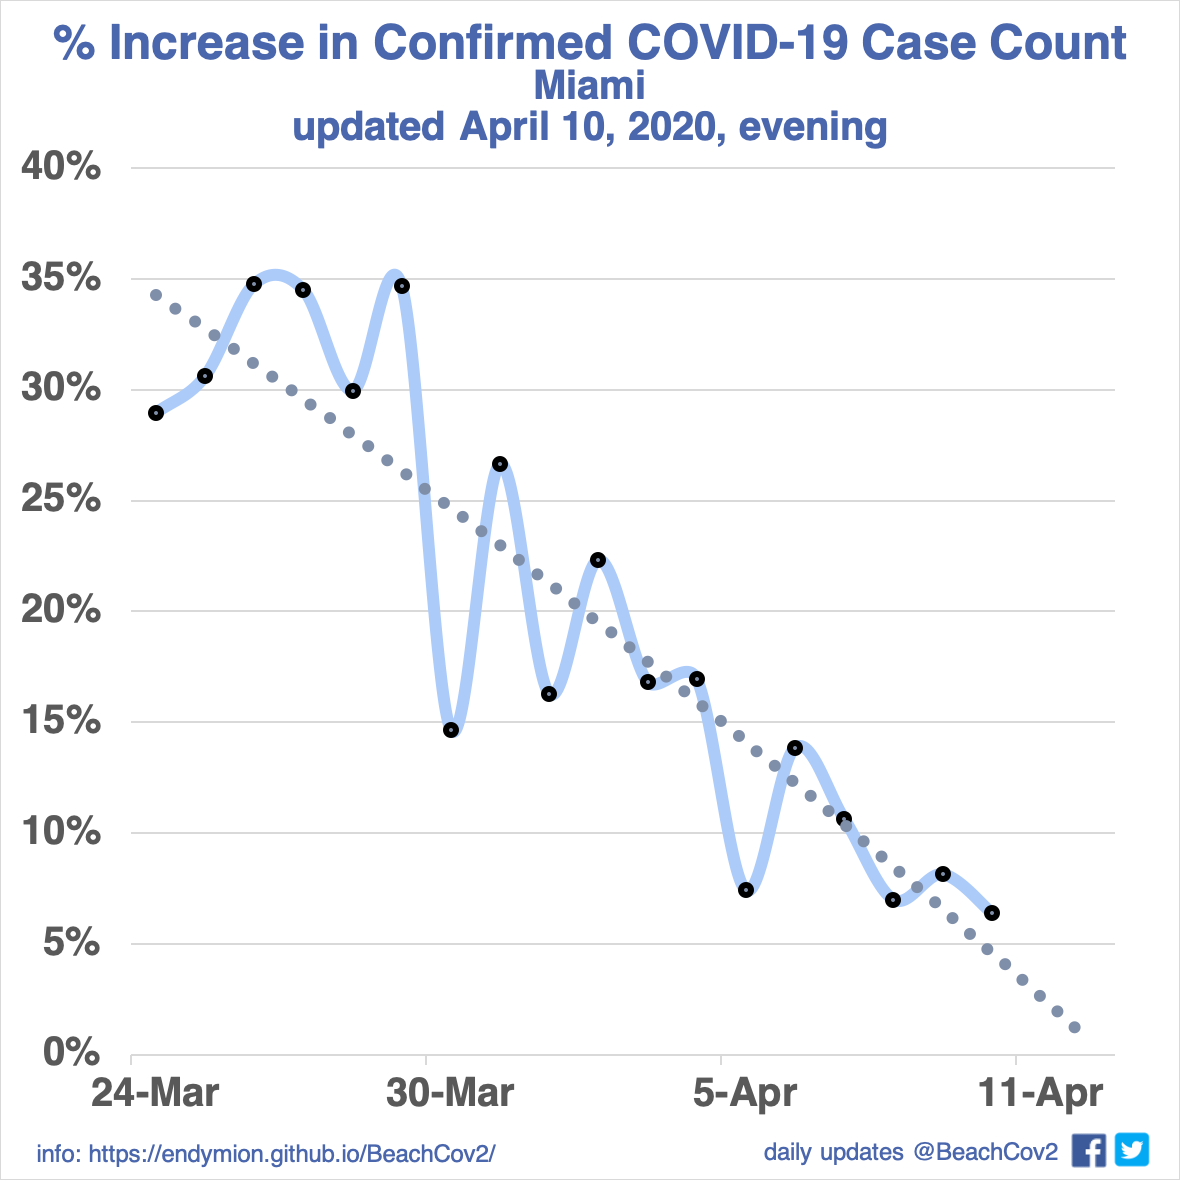 % Increase in Confirmed COVID-19 Case Count
Miami
updated April 10, 2020, evening
40%
35%
30%
25%
20%
15%
10%
5%
0%
24-Mar 30-Mar 5-Apr 11-Apr
info: https://endymion.github.io/BeachCov2/ daily updates @BeachCov2